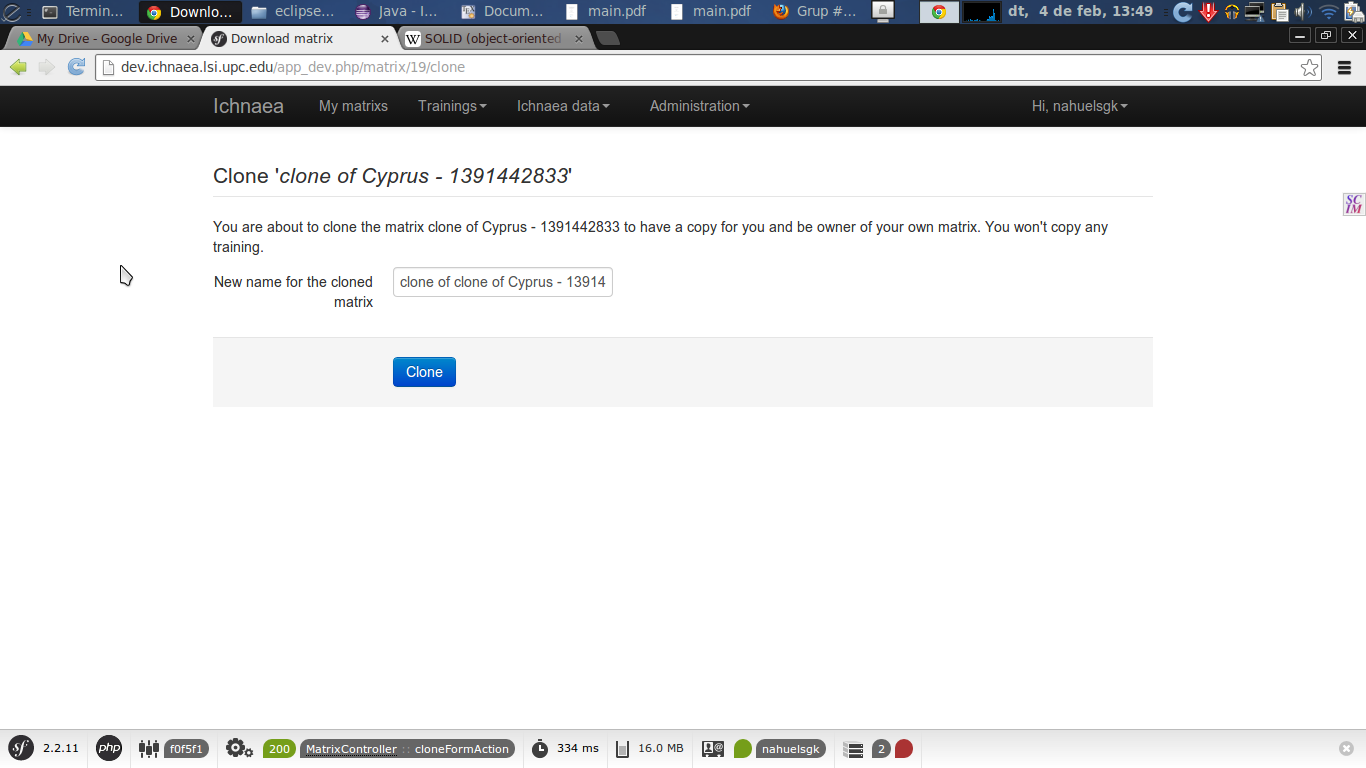 Termin... Downlo... eclipse... Java - I... Docum... main.pdf main.pdf Grup #... dt, 4 de feb, 13:49
My Drive - Google Drive Download matrix SOLID (object-oriented
dev.ichnaea.lsi.upc.edu/app_dev.php/matrix/19/clone
Ichnaea My matrixs Trainings Ichnaea data Administration Hi, nahuelsgk
Clone 'clone of Cyprus - 1391442833'
SC
IM
You are about to clone the matrix clone of Cyprus - 1391442833 to have a copy for you and be owner of your own matrix. You won't copy any
training.
New name for the cloned
matrix
clone of clone of Cyprus - 13914
Clone
sf 2.2.11 php f0f5f1 200 MatrixController :: cloneFormAction 334 ms 16.0 MB nahuelsgk 2